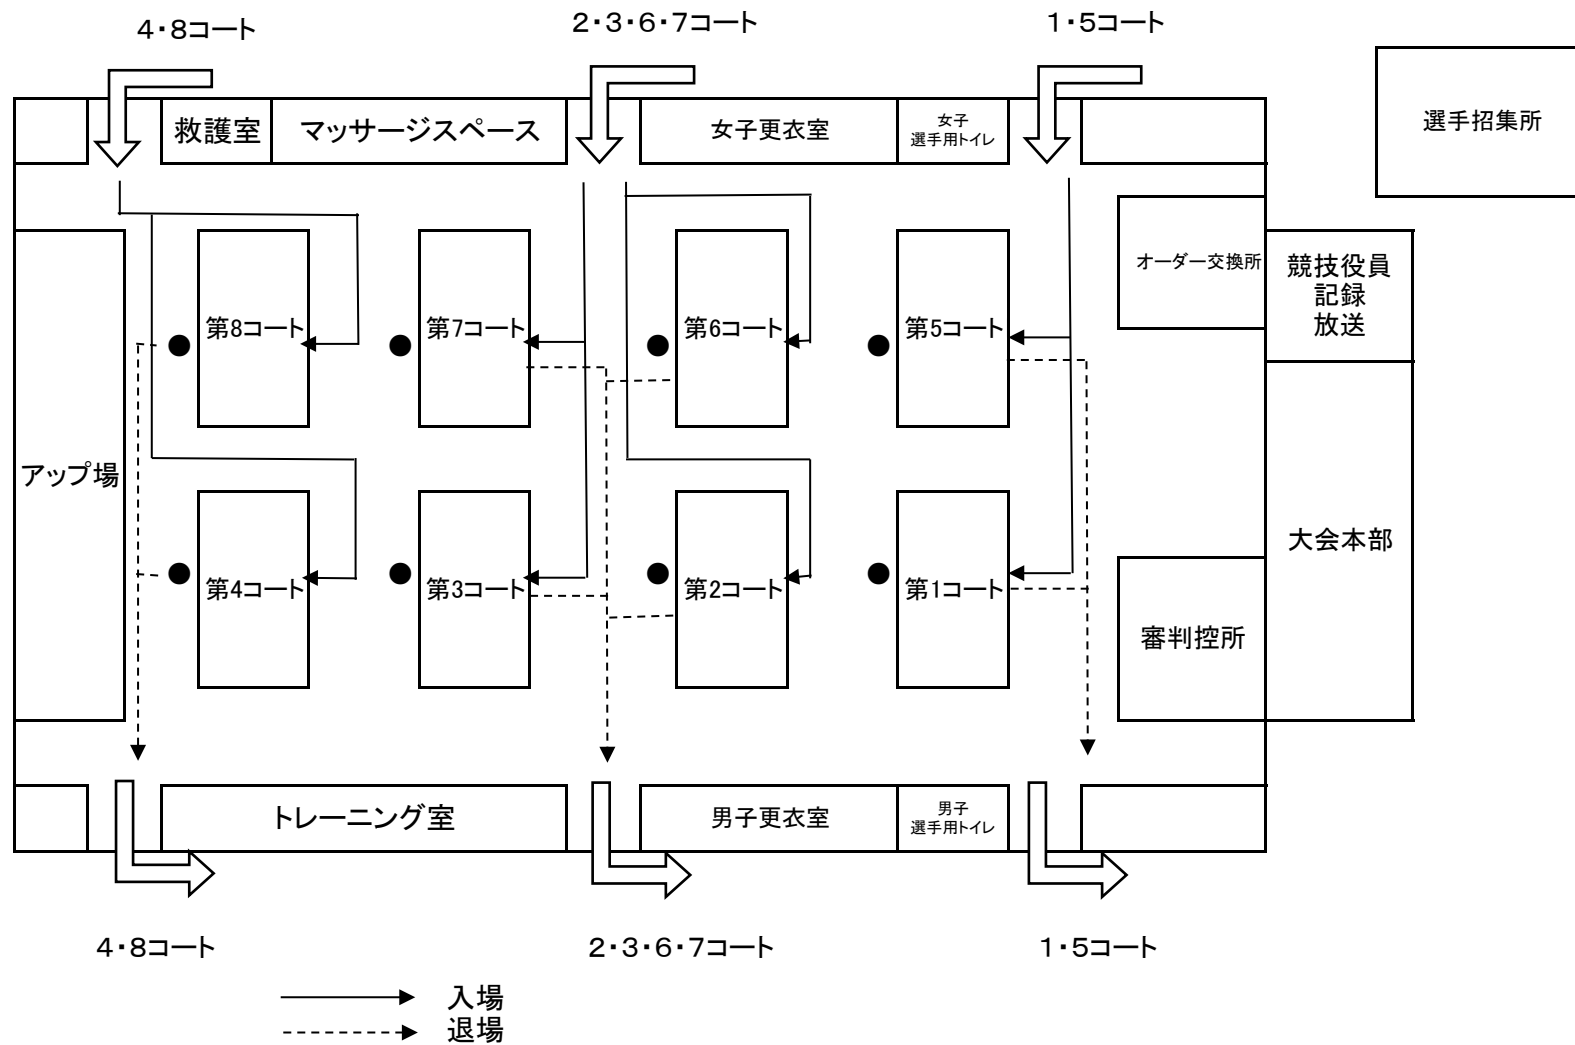 4・8コート
2・3・6・7コート
1・5コート
選手招集所
救護室
マッサージスペース
女子更衣室
女子
選手用トイレ
オーダー交換所
競技役員
記録
放送
第8コート
第7コート
第6コート
第5コート
アップ場
大会本部
第4コート
第3コート
第2コート
第1コート
審判控所
トレーニング室
男子更衣室
男子
選手用トイレ
4・8コート
2・3・6・7コート
1・5コート
入場
退場